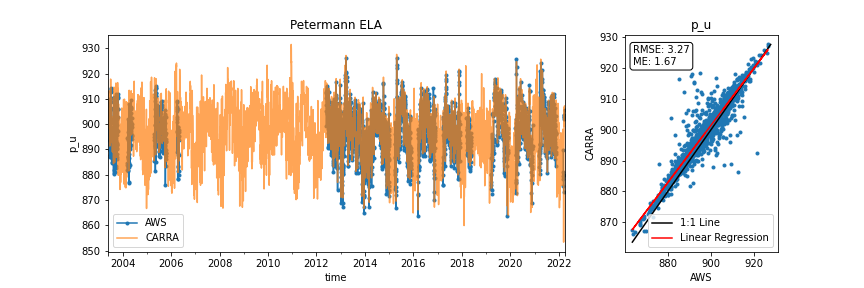 Petermann ELA
p_u
930
920
910
900
890
880
870
860
850
2004
2006
2008
2010
2012
2014
2016
2018
2020
2022
time
p_u
AWS
CARRA
p_u
930
920
910
900
890
880
870
880
900
920
AWS
CARRA
RMSE: 3.27
ME: 1.67
1:1 Line
Linear Regression